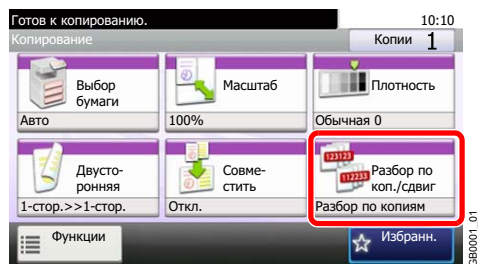 Готов к копированию. 10:10
Копирование Копии 1
Выбор
бумаги
Авто
Масштаб
100%
Плотность
Обычная 0
Двусто-
ронняя
1-стор.>>1-стор.
Совме-
стить
Откл.
123123
112233
Разбор по
коп./сдвиг
Разбор по копиям
Функции
Избранн.
GB0001_01